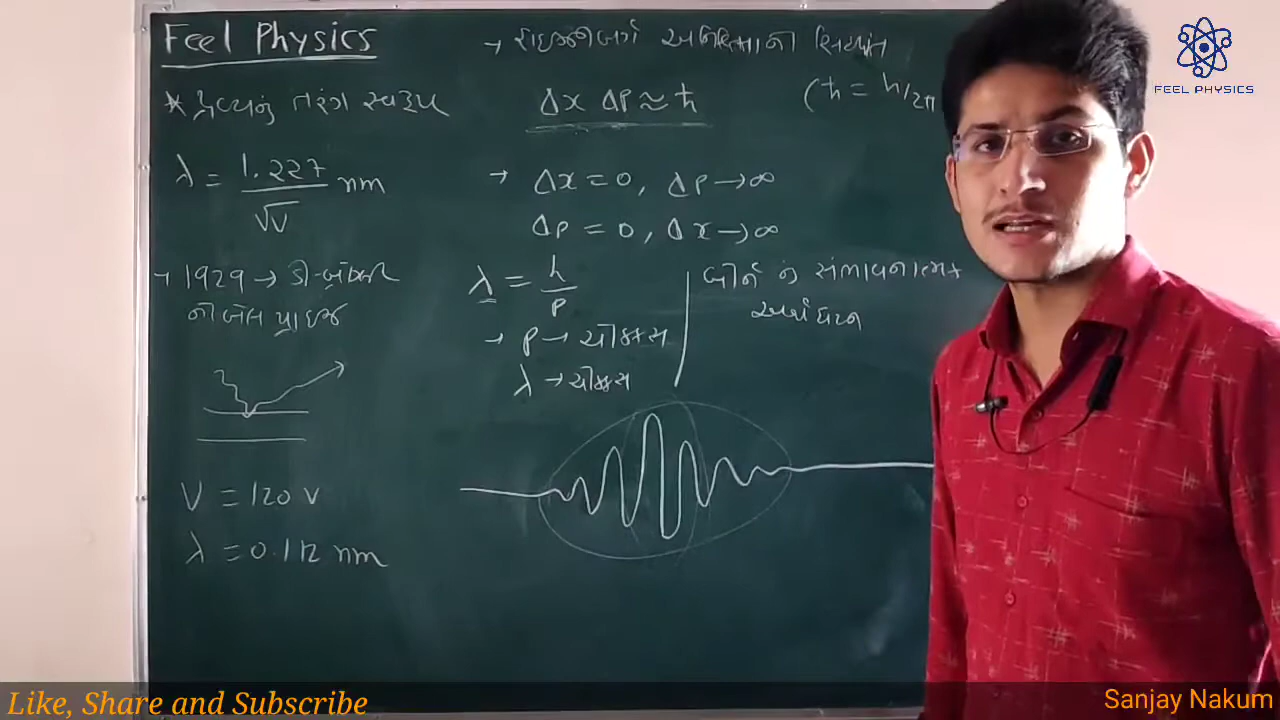 Feel Physics
* દ્રવ્યનું તરંગ સ્વરૂપ
λ = 1.227 / √V nm
→ 1929 → ડી-બ્રોગ્લી
નોબેલ પ્રાઇઝ
V = 120 V
λ = 0.112 nm
→ હાઇઝનબર્ગ અનિશ્ચિતતાનો સિદ્ધાંત
Δx Δp ≈ ħ
(ħ = h/2π
→ Δx = 0, Δp → ∞
Δp = 0, Δx → ∞
λ = h / p
→ p → ચોક્કસ
λ → ચોક્કસ
બોર્ન નું સંભાવનાત્મક
અર્થઘટન
FEEL PHYSICS
Like, Share and Subscribe
Sanjay Nakum